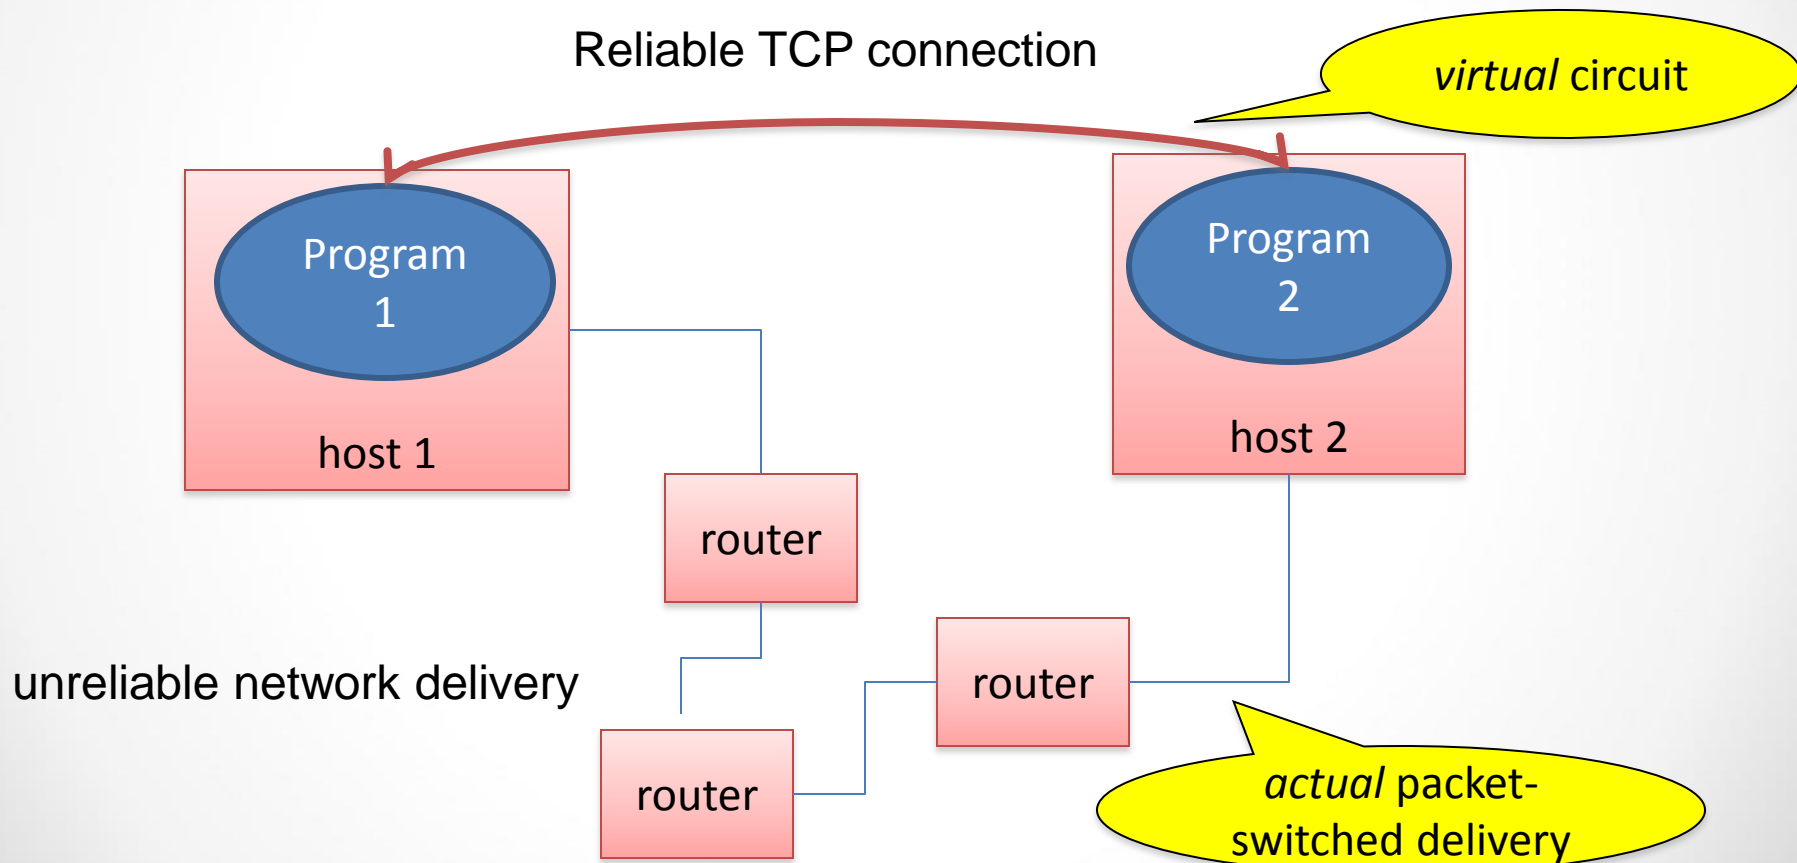 Reliable TCP connection
virtual circuit
Program
1
host 1
Program
2
host 2
router
unreliable network delivery
router
router
actual packet-
switched delivery